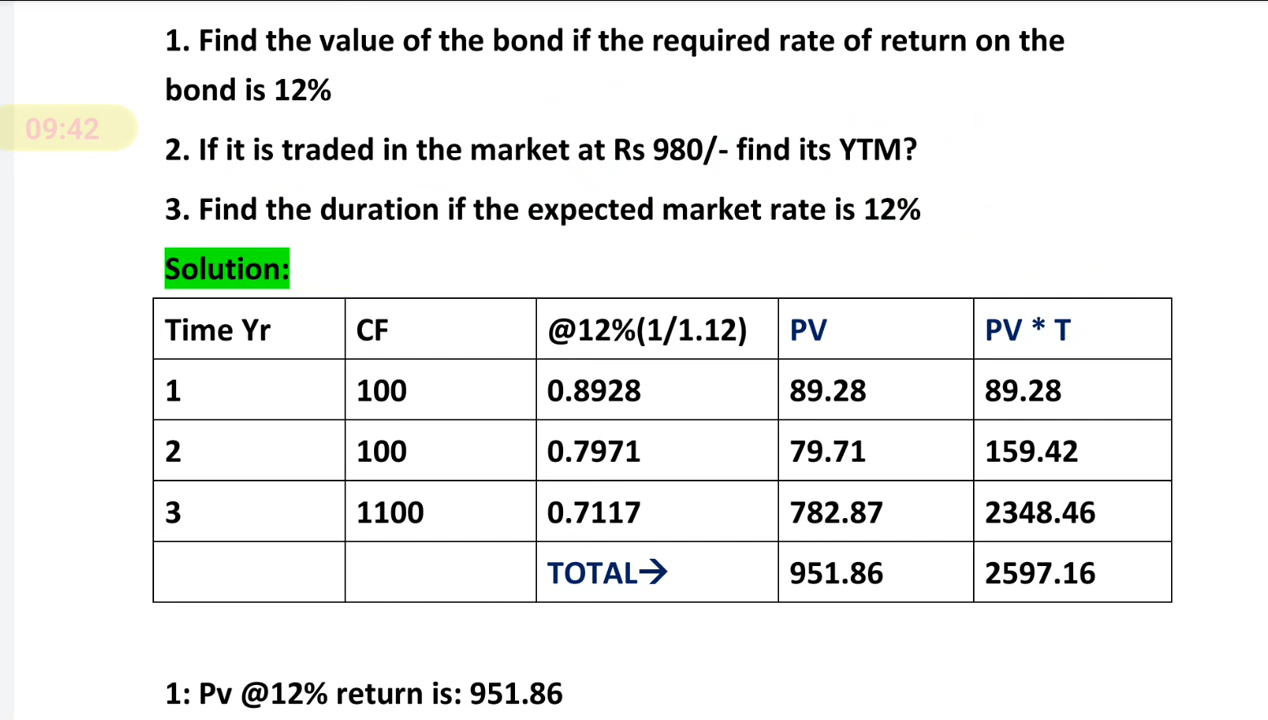 1. Find the value of the bond if the required rate of return on the
bond is 12%
09:42
2. If it is traded in the market at Rs 980/- find its YTM?
3. Find the duration if the expected market rate is 12%
Solution:
Time Yr CF @12%(1/1.12) PV PV * T
1 100 0.8928 89.28 89.28
2 100 0.7971 79.71 159.42
3 1100 0.7117 782.87 2348.46
TOTAL→ 951.86 2597.16
1: Pv @12% return is: 951.86